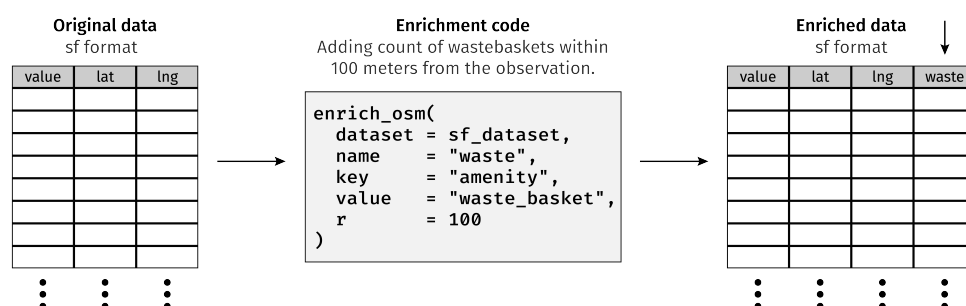 Original data
sf format
value lat lng
Enrichment code
Adding count of wastebaskets within
100 meters from the observation.
enrich_osm(
  dataset = sf_dataset,
  name    = "waste",
  key     = "amenity",
  value   = "waste_basket",
  r       = 100
)
Enriched data
sf format
value lat lng waste